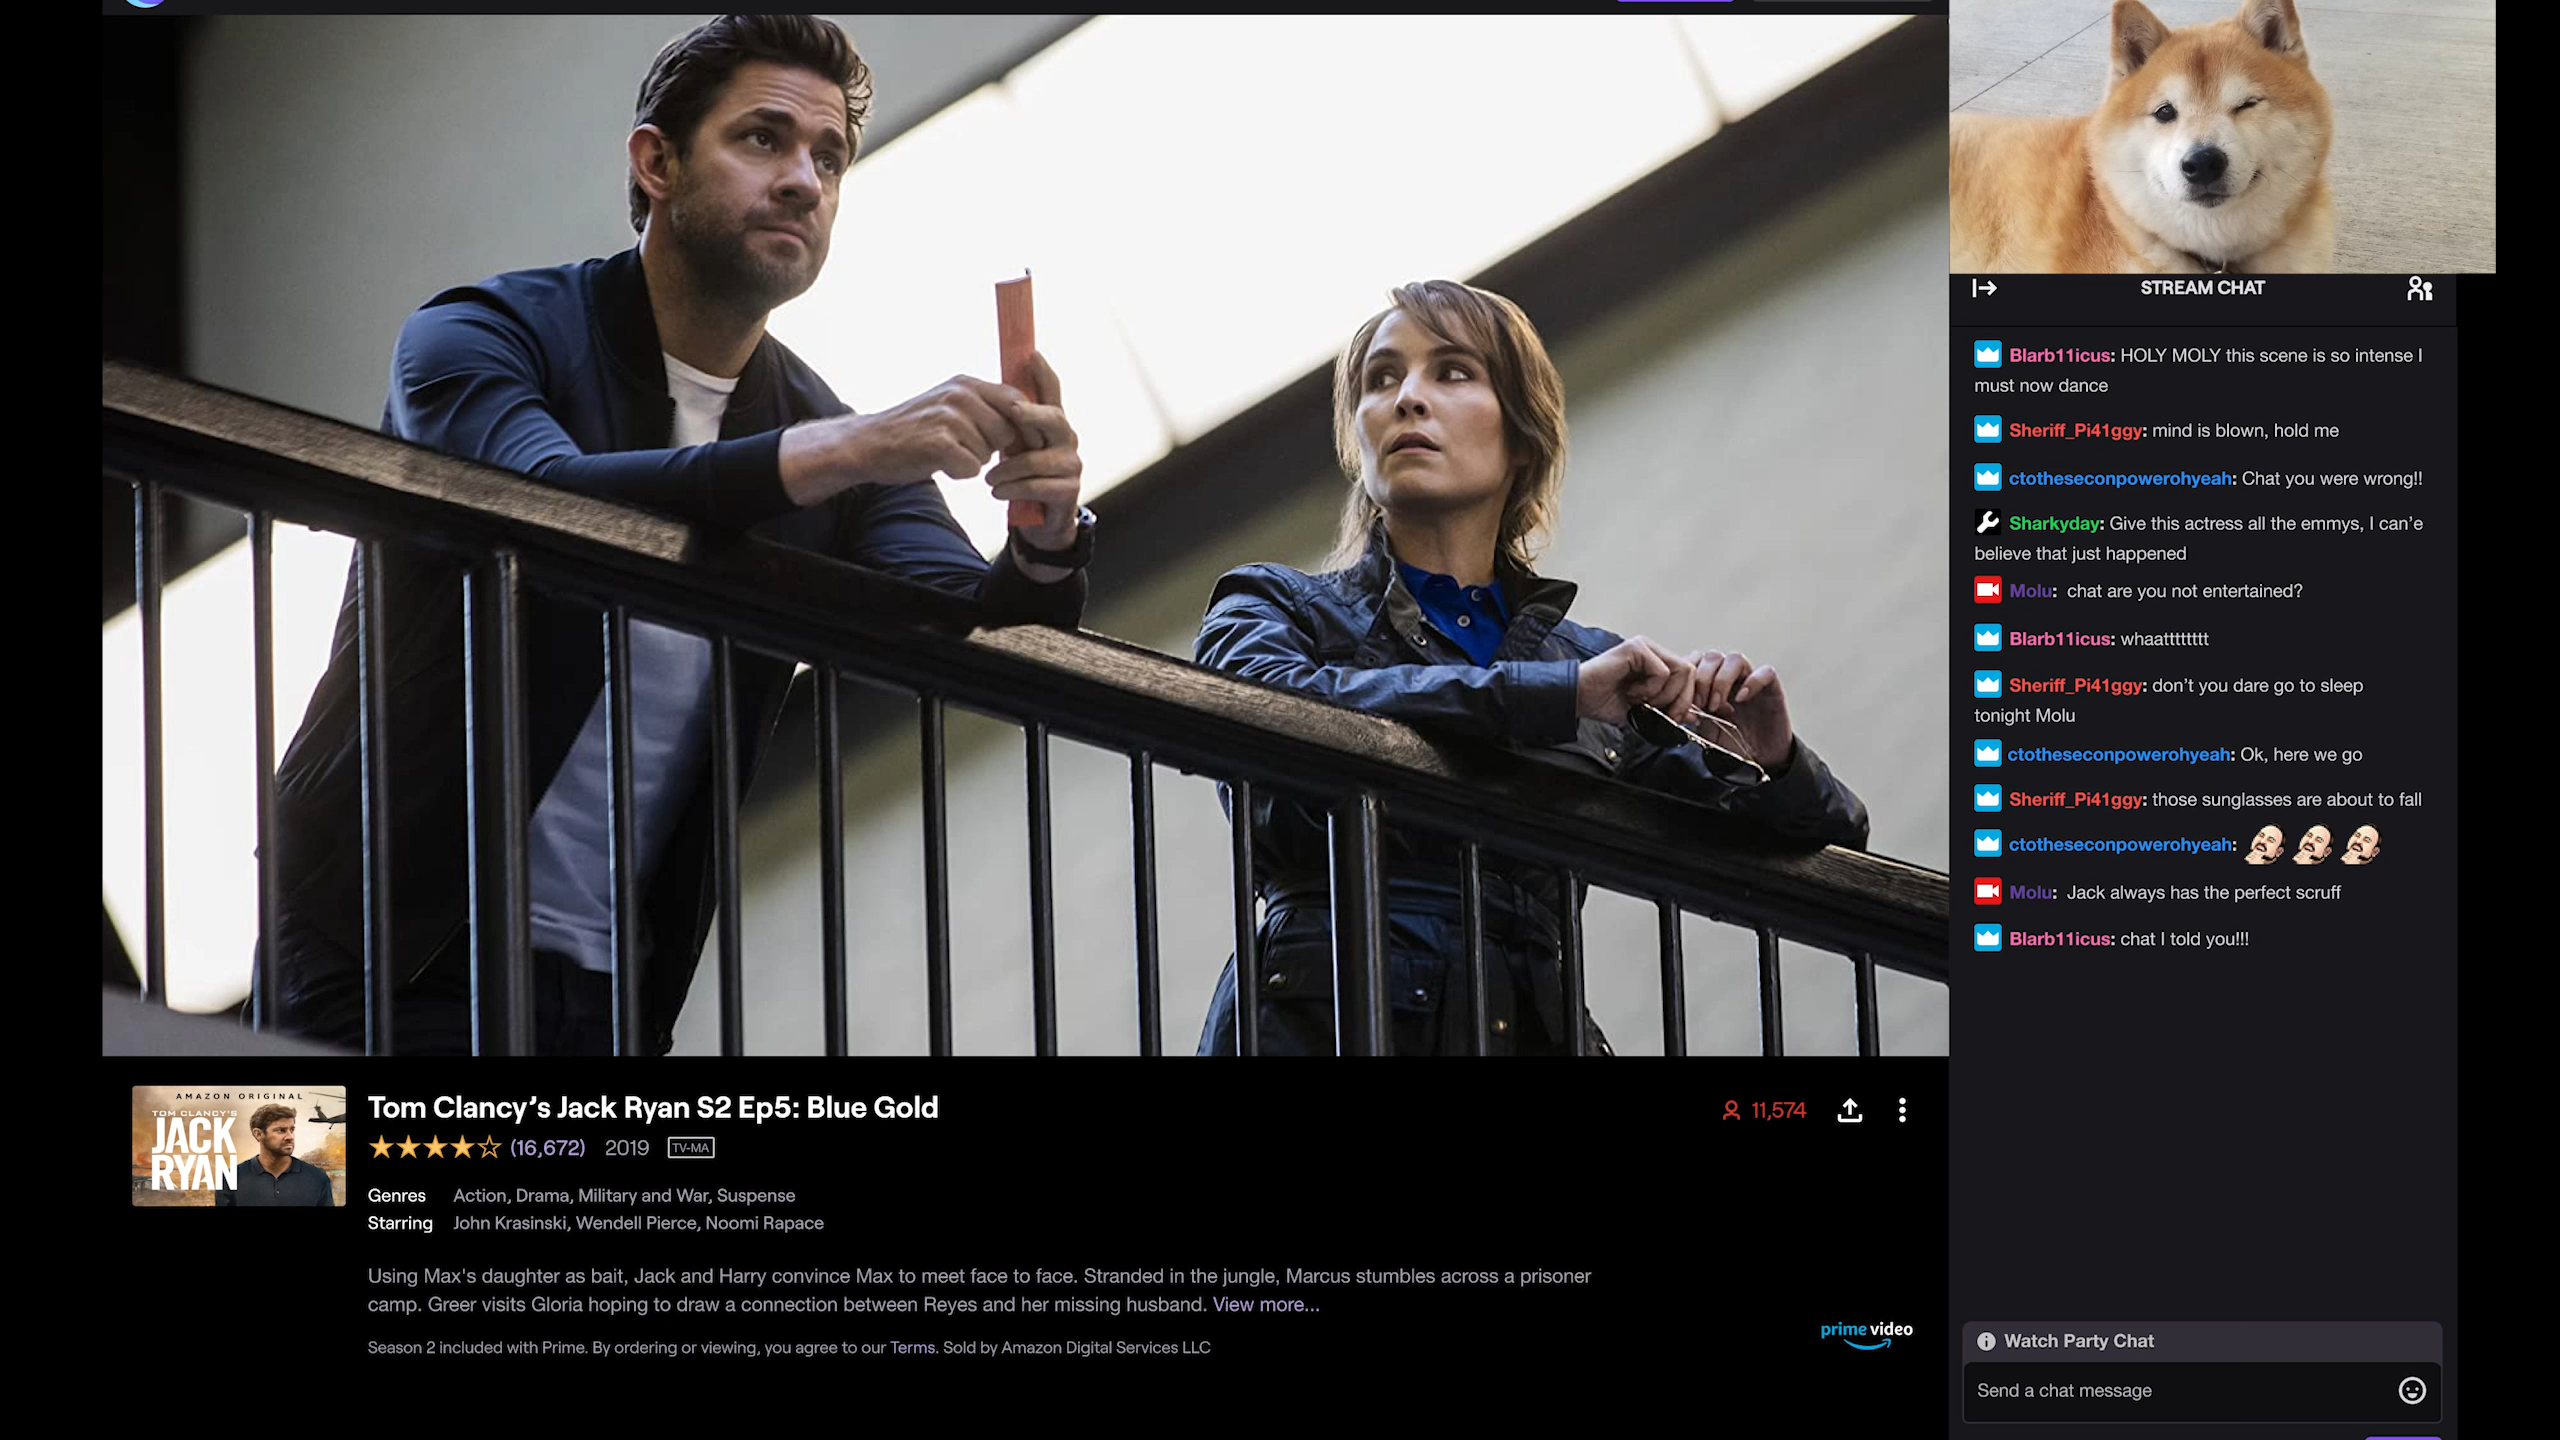 STREAM CHAT
Blarb11icus: HOLY MOLY this scene is so intense I
must now dance
Sheriff_Pi41ggy: mind is blown, hold me
ctotheseconpowerohyeah: Chat you were wrong!!
Sharkyday: Give this actress all the emmys, I can’e
believe that just happened
Molu: chat are you not entertained?
Blarb11icus: whaatttttttt
Sheriff_Pi41ggy: don’t you dare go to sleep
tonight Molu
ctotheseconpowerohyeah: Ok, here we go
Sheriff_Pi41ggy: those sunglasses are about to fall
ctotheseconpowerohyeah:
Molu: Jack always has the perfect scruff
Blarb11icus: chat I told you!!!
Watch Party Chat
Send a chat message
AMAZON ORIGINAL
TOM CLANCY'S
JACK
RYAN
Tom Clancy’s Jack Ryan S2 Ep5: Blue Gold
11,574
(16,672) 2019 TV-MA
Genres Action, Drama, Military and War, Suspense
Starring John Krasinski, Wendell Pierce, Noomi Rapace
Using Max's daughter as bait, Jack and Harry convince Max to meet face to face. Stranded in the jungle, Marcus stumbles across a prisoner
camp. Greer visits Gloria hoping to draw a connection between Reyes and her missing husband. View more...
Season 2 included with Prime. By ordering or viewing, you agree to our Terms. Sold by Amazon Digital Services LLC
prime video